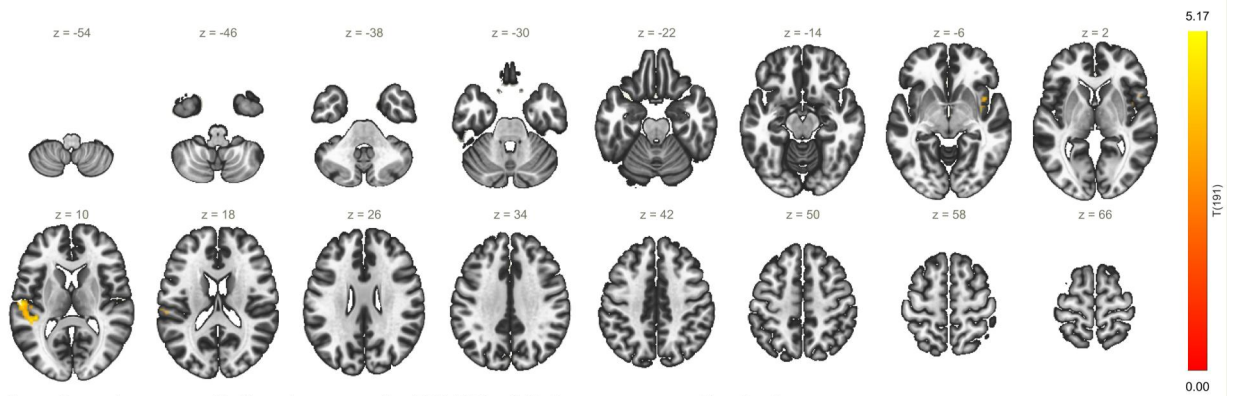 5.17
z = -54
z = -46
z = -38
z = -30
z = -22
z = -14
z = -6
z = 2
T(191)
z = 10
z = 18
z = 26
z = 34
z = 42
z = 50
z = 58
z = 66
0.00